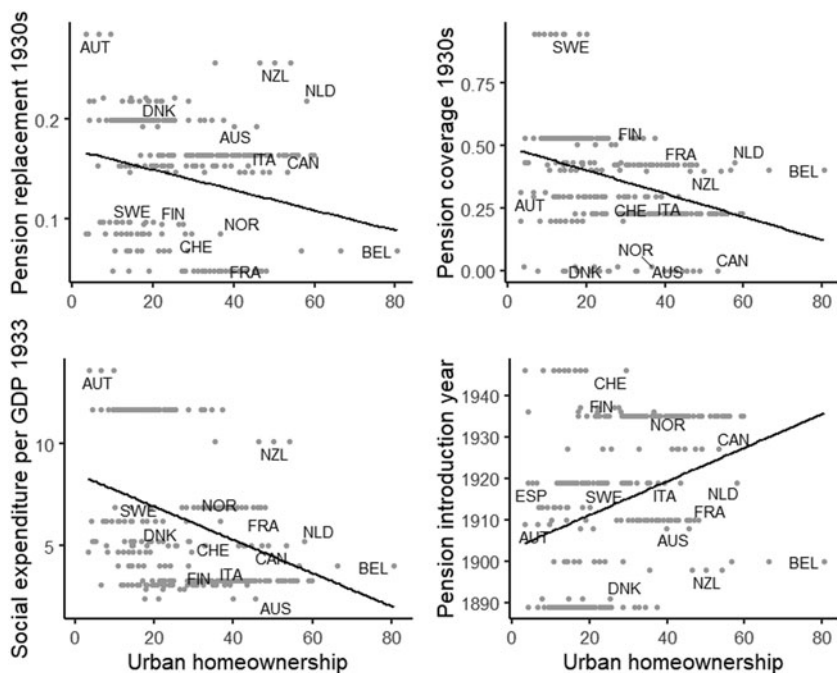 Pension replacement 1930s
0.2
0.1
0 20 40 60 80
AUT
NZL
NLD
DNK
AUS
ITA CAN
SWE FIN NOR
CHE
BEL
FRA
Pension coverage 1930s
0.75
0.50
0.25
0.00
0 20 40 60 80
SWE
FIN
FRA NLD
BEL
NZL
AUT
CHE ITA
NOR
DNK AUS CAN
Social expenditure per GDP 1933
10
5
0 20 40 60 80
Urban homeownership
AUT
NZL
SWE NOR
FRA NLD
DNK CHE
CAN
BEL
FIN ITA
AUS
Pension introduction year
1940
1930
1920
1910
1900
1890
0 20 40 60 80
Urban homeownership
CHE
FIN
NOR
CAN
ESP SWE ITA NLD
FRA
AUT AUS
BEL
NZL
DNK